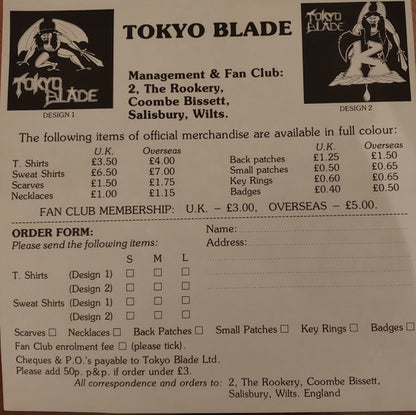 TOKYO BLADE
TOKYO BLADE
DESIGN 1
TOKYO BLADE
DESIGN 2
Management & Fan Club:
2, The Rookery,
Coombe Bissett,
Salisbury, Wilts.
The following items of official merchandise are available in full colour:
U.K. Overseas
T. Shirts £3.50 £4.00
Sweat Shirts £6.50 £7.00
Scarves £1.50 £1.75
Necklaces £1.00 £1.15
U.K. Overseas
Back patches £1.25 £1.50
Small patches £0.50 £0.65
Key Rings £0.60 £0.65
Badges £0.40 £0.50
FAN CLUB MEMBERSHIP: U.K. – £3.00, OVERSEAS – £5.00.
ORDER FORM:
Please send the following items:
Name:
Address:
S M L
T. Shirts (Design 1) ☐ ☐ ☐
(Design 2) ☐ ☐ ☐
Sweat Shirts (Design 1) ☐ ☐ ☐
(Design 2) ☐ ☐ ☐
Scarves ☐ Necklaces ☐ Back Patches ☐ Small Patches ☐ Key Rings ☐ Badges ☐
Fan Club enrolment fee ☐ (please tick).
Cheques & P.O.'s payable to Tokyo Blade Ltd.
Please add 50p. p&p. if order under £3.
All correspondence and orders to: 2, The Rookery, Coombe Bissett,
Salisbury, Wilts. England